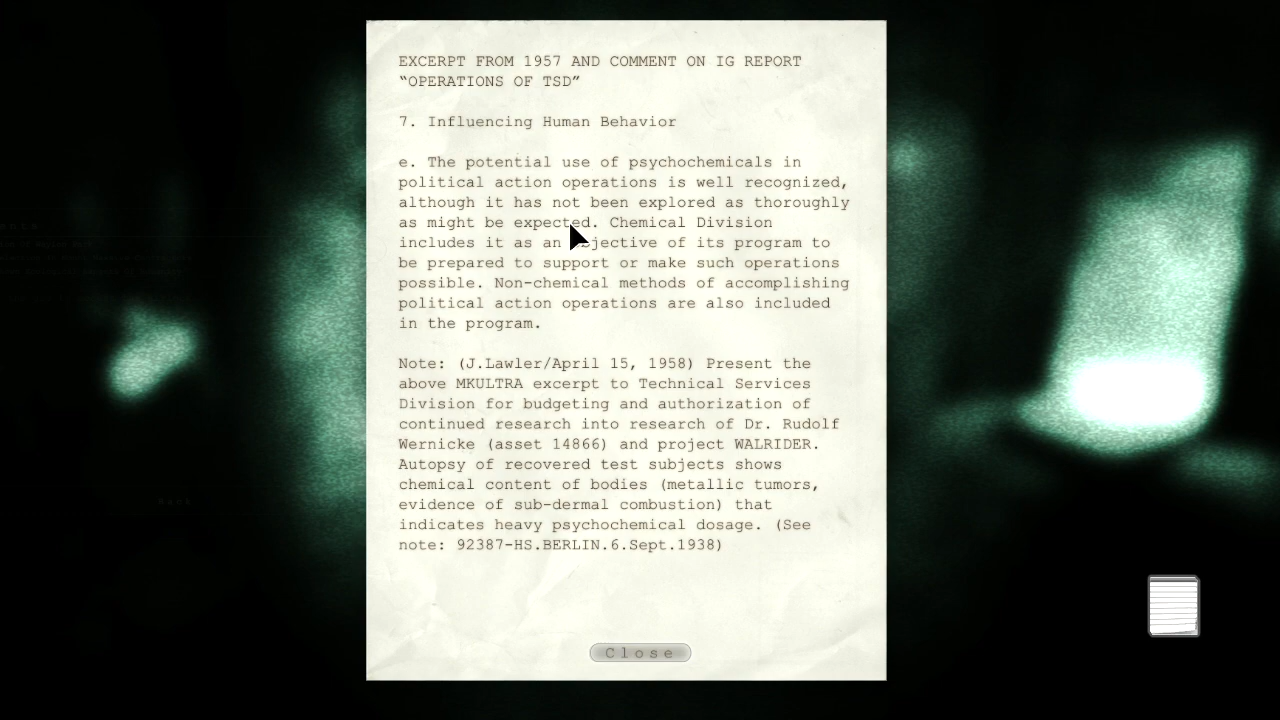 EXCERPT FROM 1957 AND COMMENT ON IG REPORT
“OPERATIONS OF TSD”
7. Influencing Human Behavior
e. The potential use of psychochemicals in
political action operations is well recognized,
although it has not been explored as thoroughly
as might be expected. Chemical Division
includes it as an objective of its program to
be prepared to support or make such operations
possible. Non-chemical methods of accomplishing
political action operations are also included
in the program.
Note: (J.Lawler/April 15, 1958) Present the
above MKULTRA excerpt to Technical Services
Division for budgeting and authorization of
continued research into research of Dr. Rudolf
Wernicke (asset 14866) and project WALRIDER.
Autopsy of recovered test subjects shows
chemical content of bodies (metallic tumors,
evidence of sub-dermal combustion) that
indicates heavy psychochemical dosage. (See
note: 92387-HS.BERLIN.6.Sept.1938)
Close